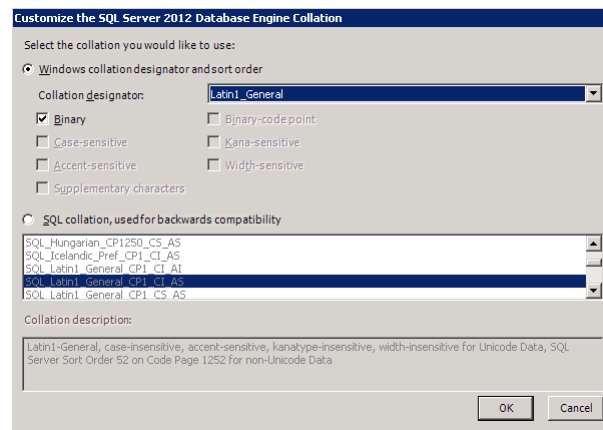 Customize the SQL Server 2012 Database Engine Collation
Select the collation you would like to use:
Windows collation designator and sort order
Collation designator:
Latin1_General
Binary
Binary-code point
Case-sensitive
Kana-sensitive
Accent-sensitive
Width-sensitive
Supplementary characters
SQL collation, used for backwards compatibility
SQL_Hungarian_CP1250_CS_AS
SQL_Icelandic_Pref_CP1_CI_AS
SQL_Latin1_General_CP1_CI_AI
SQL_Latin1_General_CP1_CI_AS
SQL_Latin1_General_CP1_CS_AS
Collation description:
Latin1-General, case-insensitive, accent-sensitive, kanatype-insensitive, width-insensitive for Unicode Data, SQL
Server Sort Order 52 on Code Page 1252 for non-Unicode Data
OK
Cancel